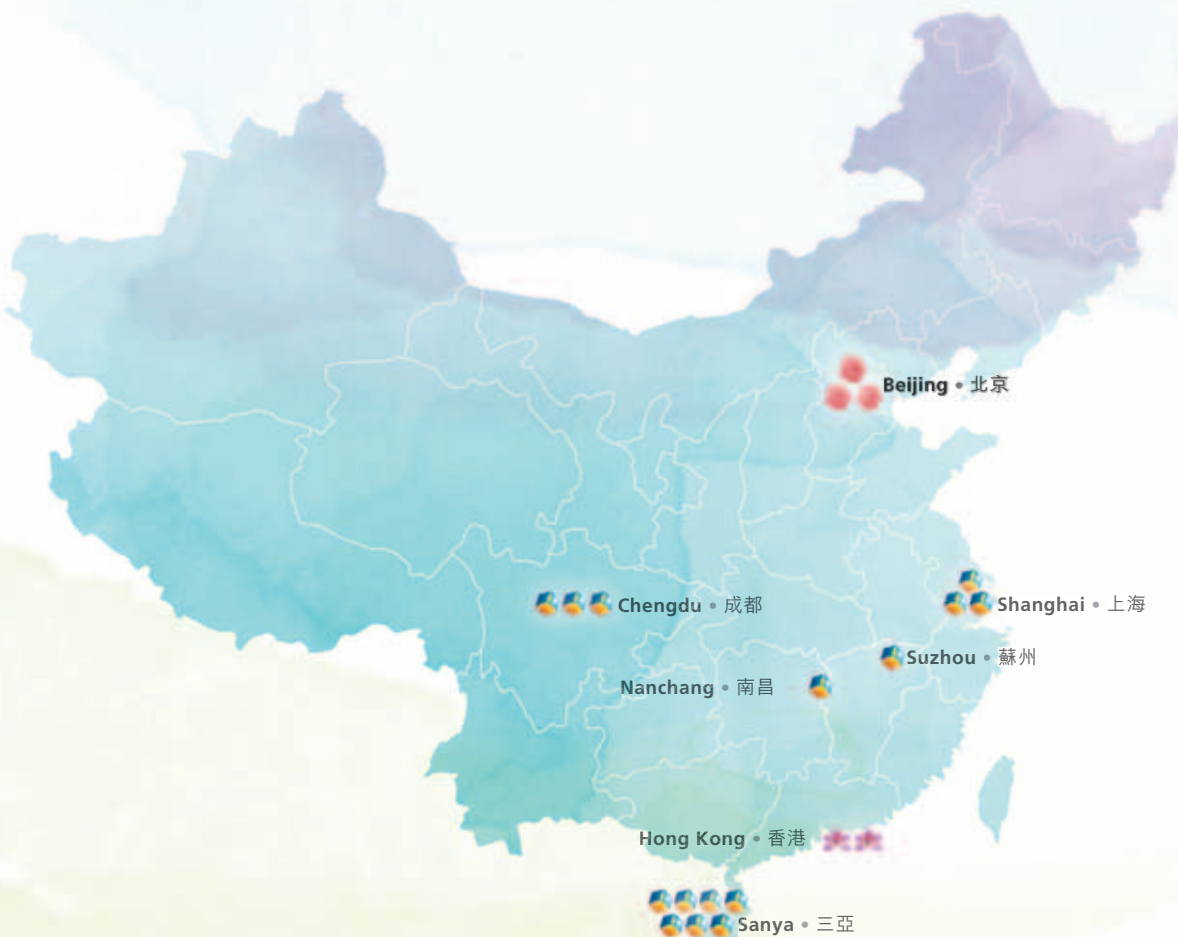 Beijing • 北京
Chengdu • 成都
Shanghai • 上海
Suzhou • 蘇州
Nanchang • 南昌
Hong Kong • 香港
Sanya • 三亞